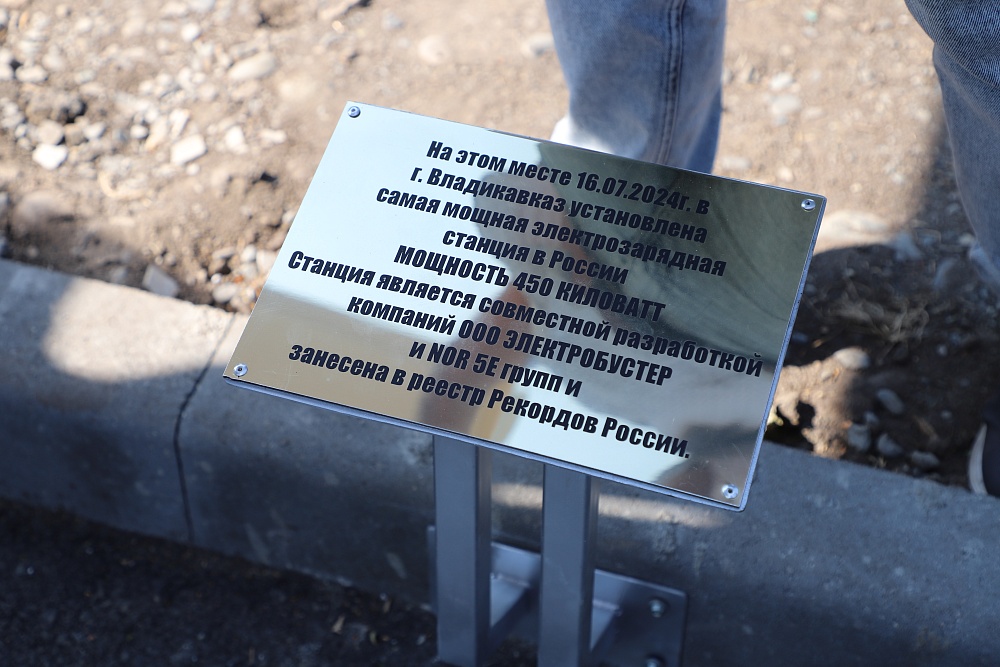 На этом месте 16.07.2024г. в
г. Владикавказ установлена
самая мощная электрозарядная
станция в России
МОЩНОСТЬ 450 КИЛОВАТТ
Станция является совместной разработкой
компаний ООО ЭЛЕКТРОБУСТЕР
и NOR 5E групп и
занесена в реестр Рекордов России.